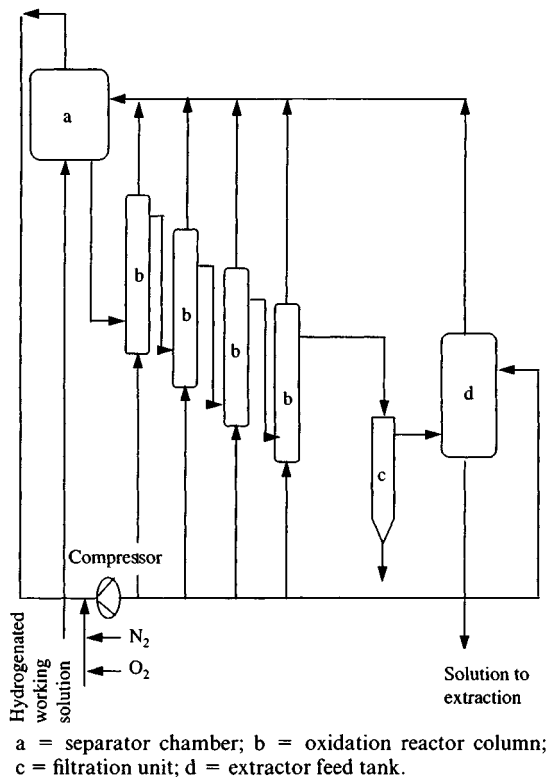 a
b
b
b
b
d
c
Compressor
N2
O2
Hydrogenated
working
solution
Solution to
extraction
a = separator chamber; b = oxidation reactor column;
c = filtration unit; d = extractor feed tank.